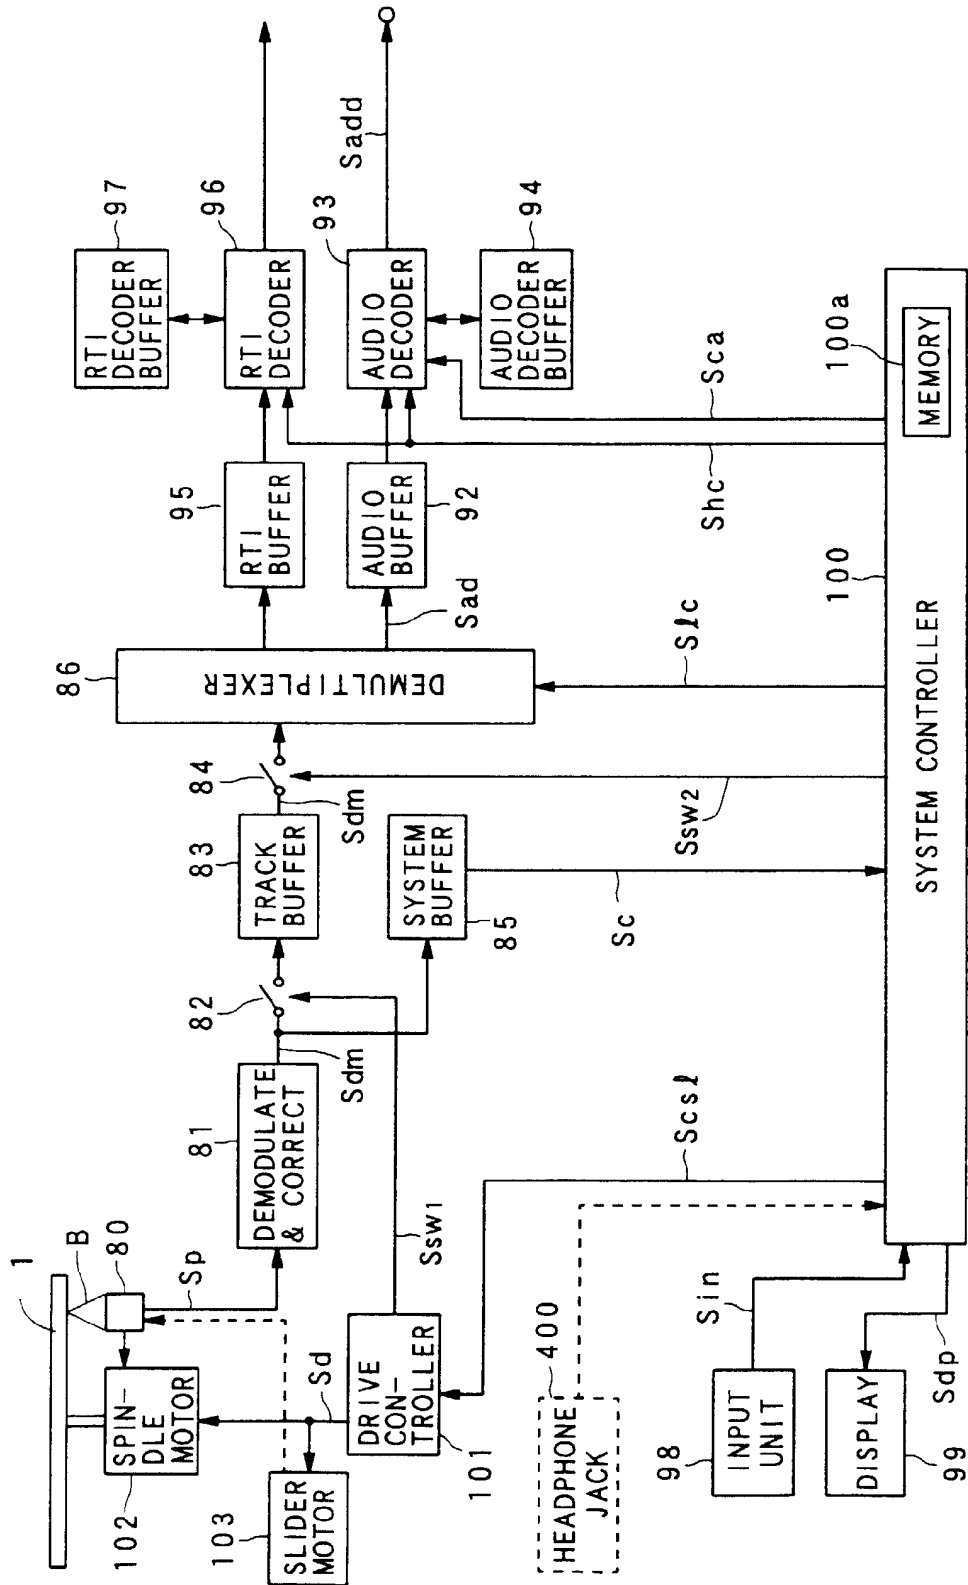 1
B
80
SPIN-
DLE
MOTOR
102
Sp
SLIDER
MOTOR
103
Sd
DRIVE
CON-
TROLLER
101
Ssw1
DEMODULATE
& CORRECT
81
Sdm
82
TRACK
BUFFER
83
Sdm
84
SYSTEM
BUFFER
85
Sc
DEMULTIPLEXER
86
Sad
RTI
BUFFER
95
AUDIO
BUFFER
92
RTI
DECODER
BUFFER
97
RTI
DECODER
96
AUDIO
DECODER
93
AUDIO
DECODER
BUFFER
94
Sadd
HEADPHONE
JACK
400
Scsl
Ssw2
Slc
Shc
Sca
INPUT
UNIT
98
Sin
DISPLAY
99
Sdp
SYSTEM CONTROLLER
100
MEMORY
100a